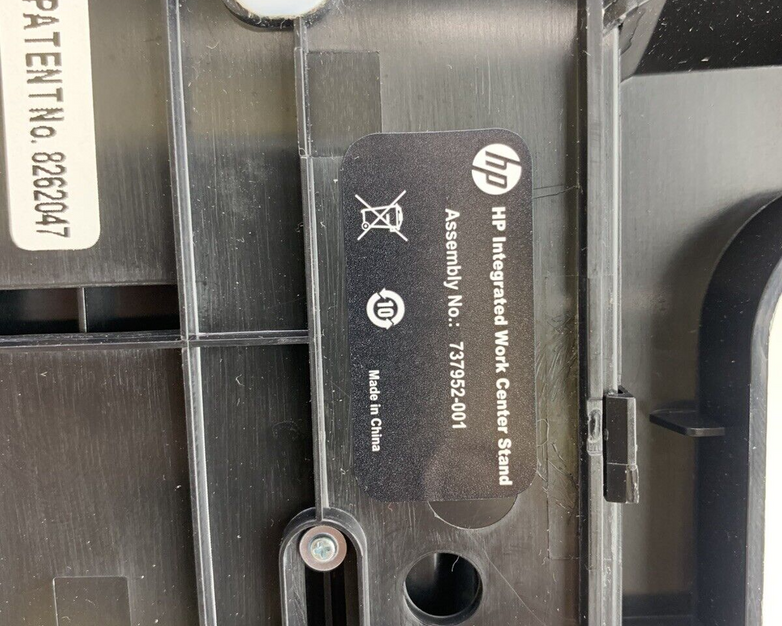 hp
HP Integrated Work Center Stand
Assembly No.: 737952-001
10
Made in China
PATENT No. 8262047